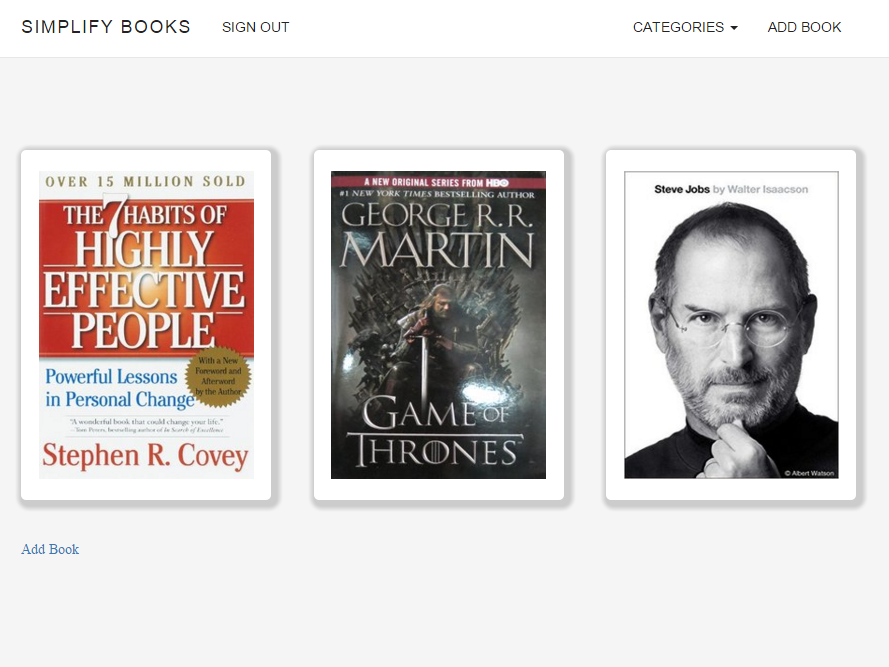 SIMPLIFY BOOKS
SIGN OUT
CATEGORIES
ADD BOOK
OVER 15 MILLION SOLD
THE 7 HABITS OF
HIGHLY
EFFECTIVE
PEOPLE
With a New
Foreword and
Afterword
by the Author
Powerful Lessons
in Personal Change
"A wonderful book that could change your life."
—Tom Peters, bestselling author of In Search of Excellence
Stephen R. Covey
A NEW ORIGINAL SERIES FROM HBO
#1 NEW YORK TIMES BESTSELLING AUTHOR
GEORGE R.R.
MARTIN
GAME OF
THRONES
Steve Jobs by Walter Isaacson
© Albert Watson
Add Book